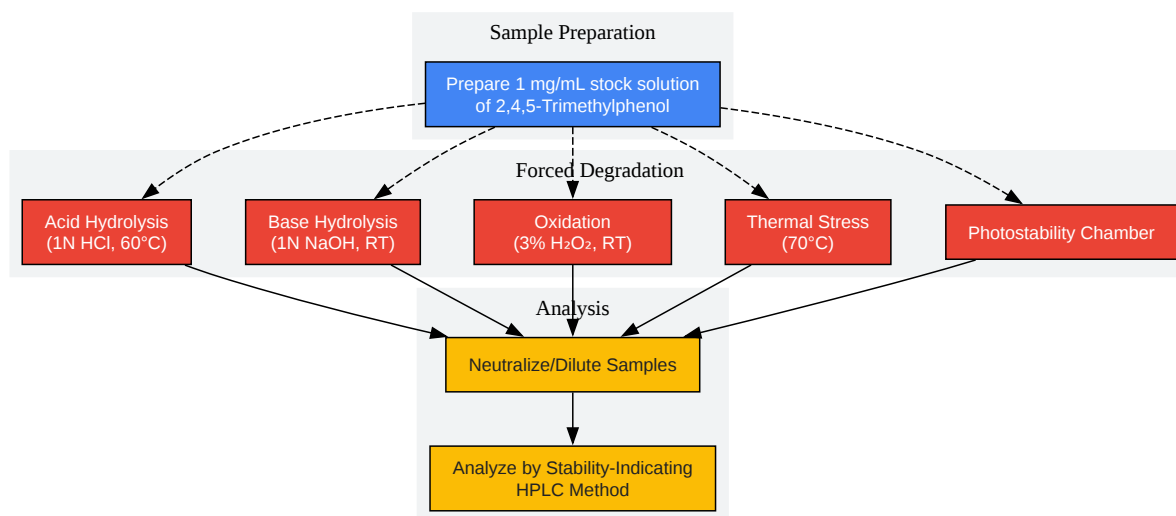 Sample Preparation
Prepare 1 mg/mL stock solution
of 2,4,5-Trimethylphenol
Forced Degradation
Acid Hydrolysis
(1N HCl, 60°C)
Base Hydrolysis
(1N NaOH, RT)
Oxidation
(3% H₂O₂, RT)
Thermal Stress
(70°C)
Photostability Chamber
Analysis
Neutralize/Dilute Samples
Analyze by Stability-Indicating
HPLC Method